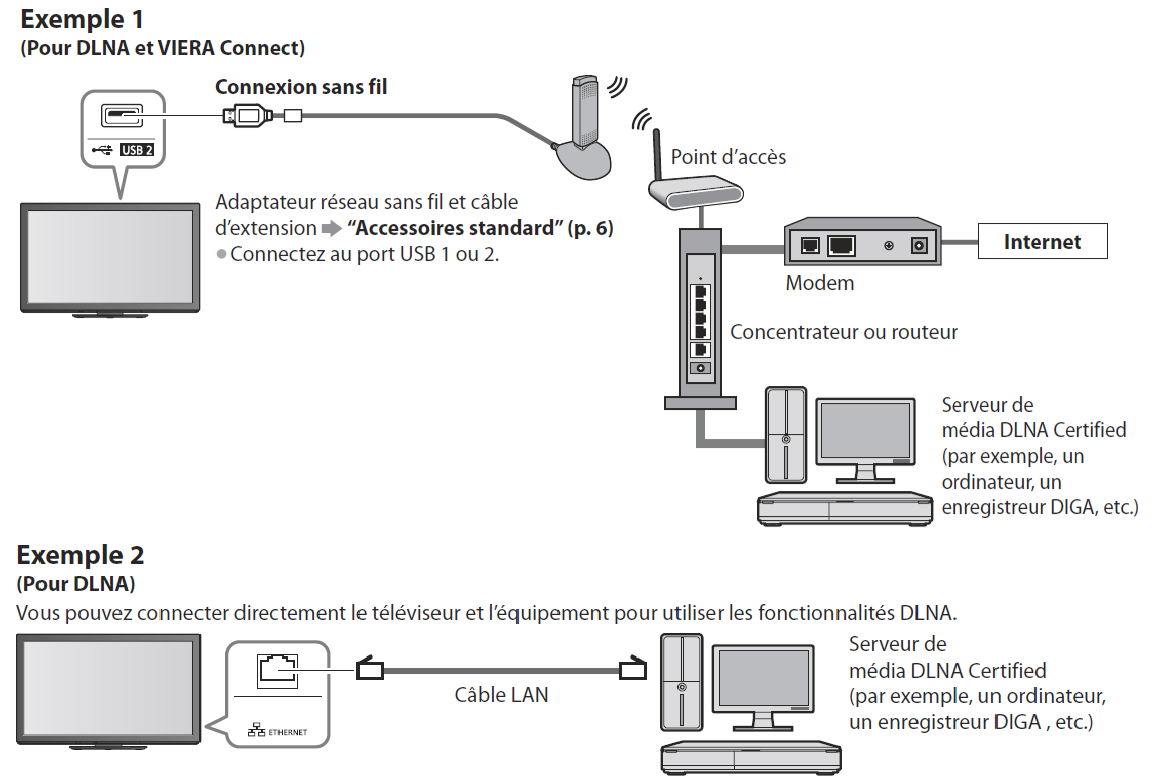 Exemple 1
(Pour DLNA et VIERA Connect)
Connexion sans fil
USB 2
Point d'accès
Adaptateur réseau sans fil et câble
d'extension ➡ “Accessoires standard” (p. 6)
● Connectez au port USB 1 ou 2.
Internet
Modem
Concentrateur ou routeur
Serveur de
média DLNA Certified
(par exemple, un
ordinateur, un
enregistreur DIGA, etc.)
Exemple 2
(Pour DLNA)
Vous pouvez connecter directement le téléviseur et l'équipement pour utiliser les fonctionnalités DLNA.
ETHERNET
Câble LAN
Serveur de
média DLNA Certified
(par exemple, un ordinateur,
un enregistreur DIGA , etc.)